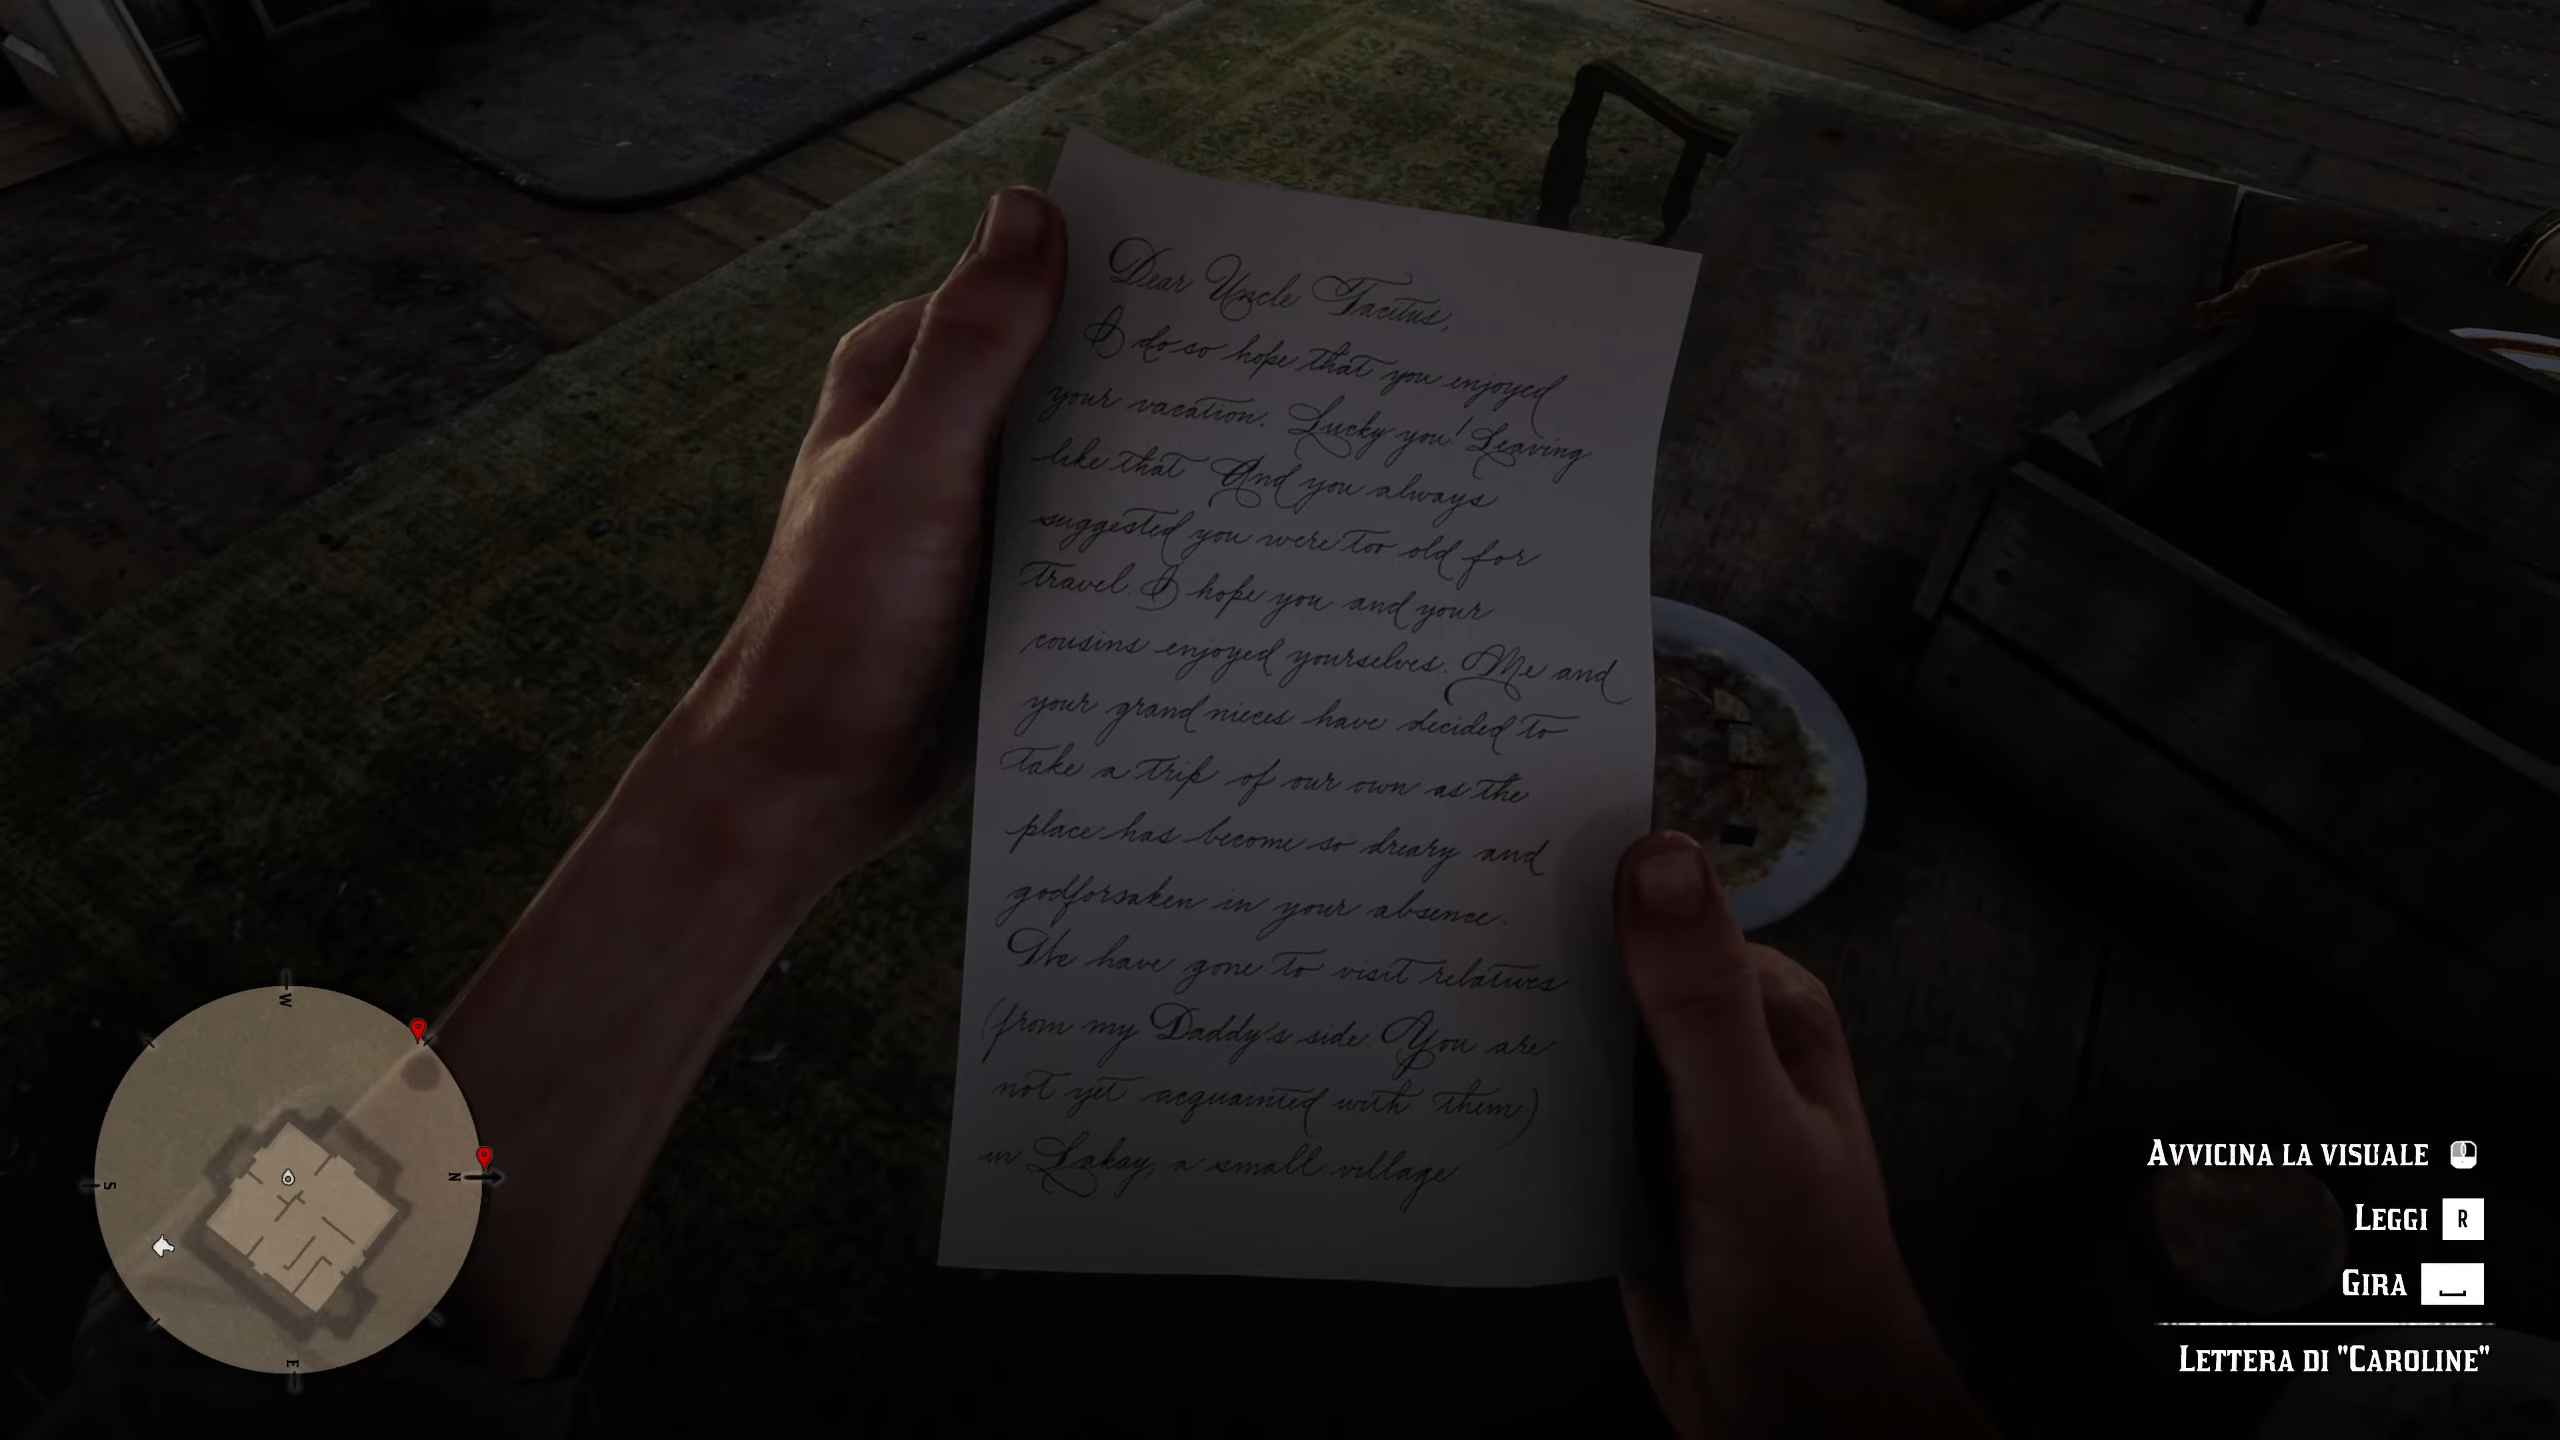 Dear Uncle Tacitus,
I do so hope that you enjoyed
your vacation. Lucky you! Leaving
like that And you always
suggested you were too old for
travel. I hope you and your
cousins enjoyed yourselves. Me and
your grand nieces have decided to
take a trip of our own as the
place has become so dreary and
godforsaken in your absence.
We have gone to visit relatives
(from my Daddy's side. You are
not yet acquainted with them)
in Lakay, a small village
W
S
N
E
AVVICINA LA VISUALE
LEGGI R
GIRA
LETTERA DI "CAROLINE"